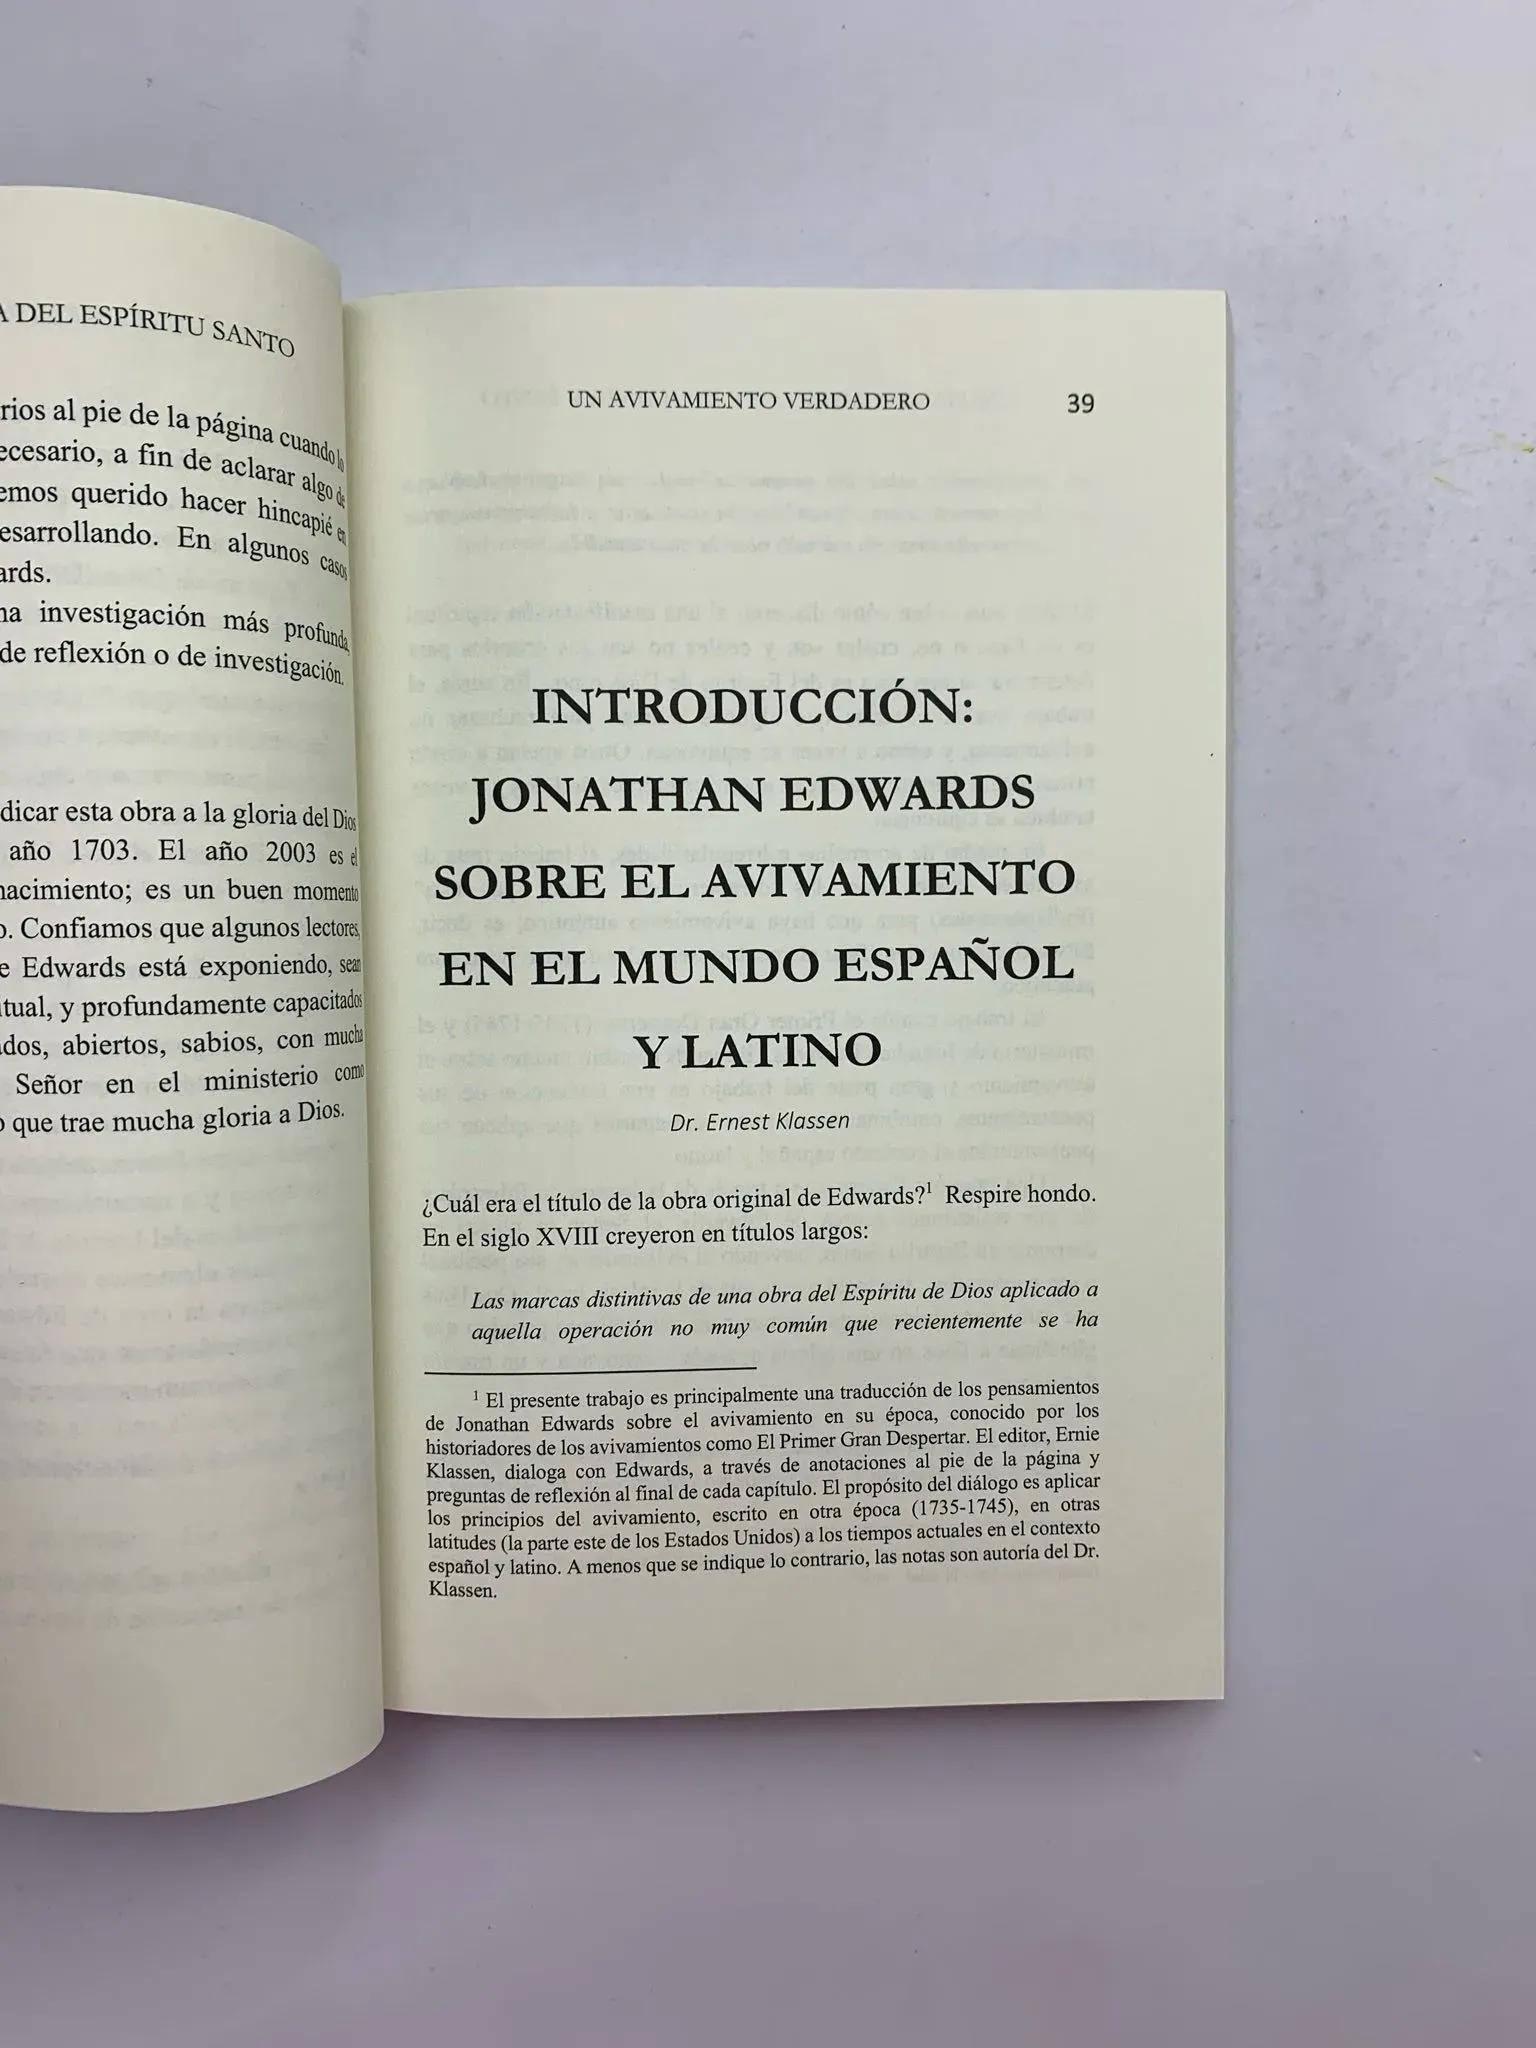 A DEL ESPÍRITU SANTO
rios al pie de la página cuando lo
ecesario, a fin de aclarar algo de
emos querido hacer hincapié en
esarrollando. En algunos casos
ards.
na investigación más profunda,
de reflexión o de investigación.
dicar esta obra a la gloria del Dios
año 1703. El año 2003 es el
nacimiento; es un buen momento
o. Confiamos que algunos lectores,
e Edwards está exponiendo, sean
itual, y profundamente capacitados
dos, abiertos, sabios, con mucha
Señor en el ministerio como
o que trae mucha gloria a Dios.
UN AVIVAMIENTO VERDADERO 39
INTRODUCCIÓN:
JONATHAN EDWARDS
SOBRE EL AVIVAMIENTO
EN EL MUNDO ESPAÑOL
Y LATINO
Dr. Ernest Klassen
¿Cuál era el título de la obra original de Edwards?¹ Respire hondo.
En el siglo XVIII creyeron en títulos largos:
Las marcas distintivas de una obra del Espíritu de Dios aplicado a
aquella operación no muy común que recientemente se ha
¹ El presente trabajo es principalmente una traducción de los pensamientos
de Jonathan Edwards sobre el avivamiento en su época, conocido por los
historiadores de los avivamientos como El Primer Gran Despertar. El editor, Ernie
Klassen, dialoga con Edwards, a través de anotaciones al pie de la página y
preguntas de reflexión al final de cada capítulo. El propósito del diálogo es aplicar
los principios del avivamiento, escrito en otra época (1735-1745), en otras
latitudes (la parte este de los Estados Unidos) a los tiempos actuales en el contexto
español y latino. A menos que se indique lo contrario, las notas son autoría del Dr.
Klassen.